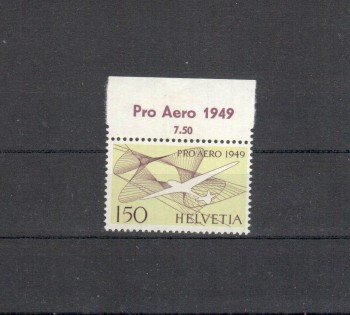 Pro Aero 1949
7.50
PRO AERO 1949
150 HELVETIA